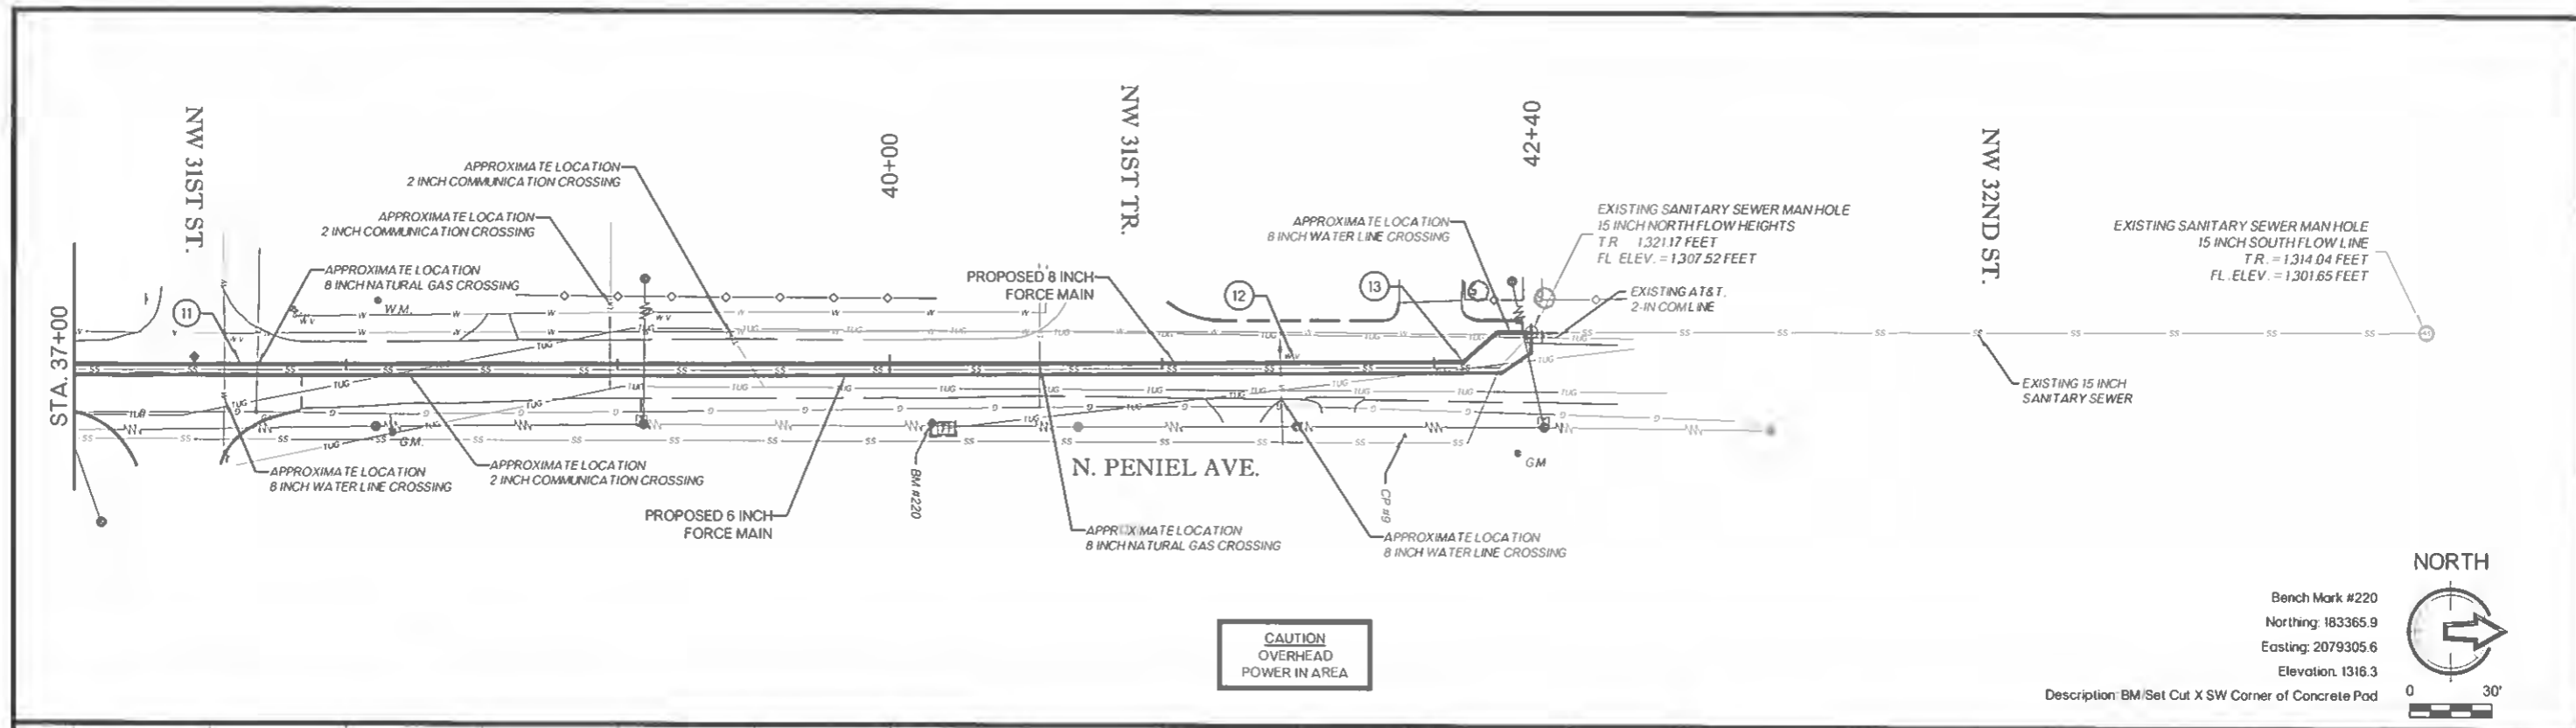 STA. 37+00
NW 31ST ST.
11
APPROXIMATE LOCATION
2 INCH COMMUNICATION CROSSING
APPROXIMATE LOCATION
2 INCH COMMUNICATION CROSSING
APPROXIMATE LOCATION
8 INCH NATURAL GAS CROSSING
W.M.
40+00
NW 31ST TR.
PROPOSED 8 INCH
FORCE MAIN
12
13
APPROXIMATE LOCATION
8 INCH WATER LINE CROSSING
42+40
EXISTING SANITARY SEWER MANHOLE
15 INCH NORTH FLOW HEIGHTS
T.R 1,321.17 FEET
FL ELEV. = 1,307.52 FEET
EXISTING AT&T.
2-IN COM LINE
NW 32ND ST.
EXISTING SANITARY SEWER MANHOLE
15 INCH SOUTH FLOW LINE
T.R. = 1,314.04 FEET
FL. ELEV. = 1,301.65 FEET
EXISTING 15 INCH
SANITARY SEWER
G.M.
APPROXIMATE LOCATION
8 INCH WATER LINE CROSSING
APPROXIMATE LOCATION
2 INCH COMMUNICATION CROSSING
PROPOSED 6 INCH
FORCE MAIN
BM #220
N. PENIEL AVE.
APPROXIMATE LOCATION
8 INCH NATURAL GAS CROSSING
CP #9
APPROXIMATE LOCATION
8 INCH WATER LINE CROSSING
GM
CAUTION
OVERHEAD
POWER IN AREA
NORTH
Bench Mark #220
Northing: 183365.9
Easting: 2079305.6
Elevation. 1316.3
Description: BM/Set Cut X SW Corner of Concrete Pad
0 30'